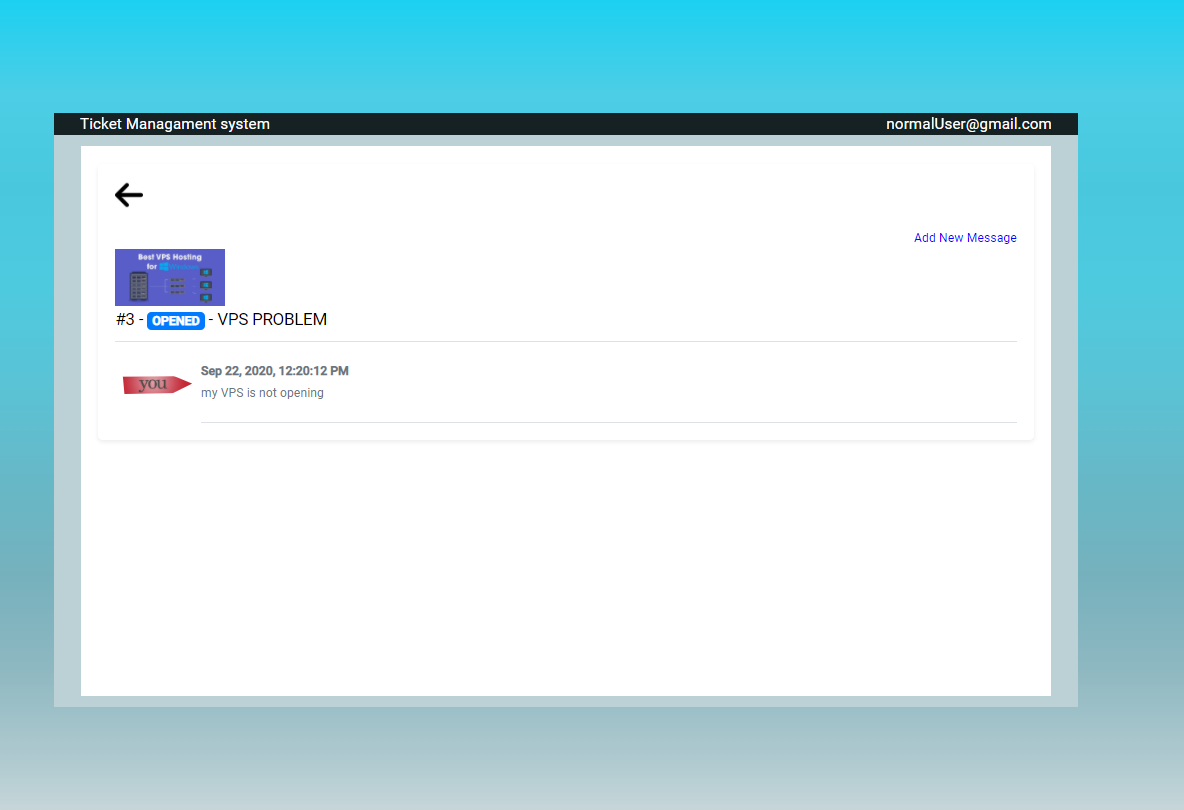 Ticket Managament system
normalUser@gmail.com
Add New Message
Best VPS Hosting
for Windows
#3 - OPENED - VPS PROBLEM
you
Sep 22, 2020, 12:20:12 PM
my VPS is not opening